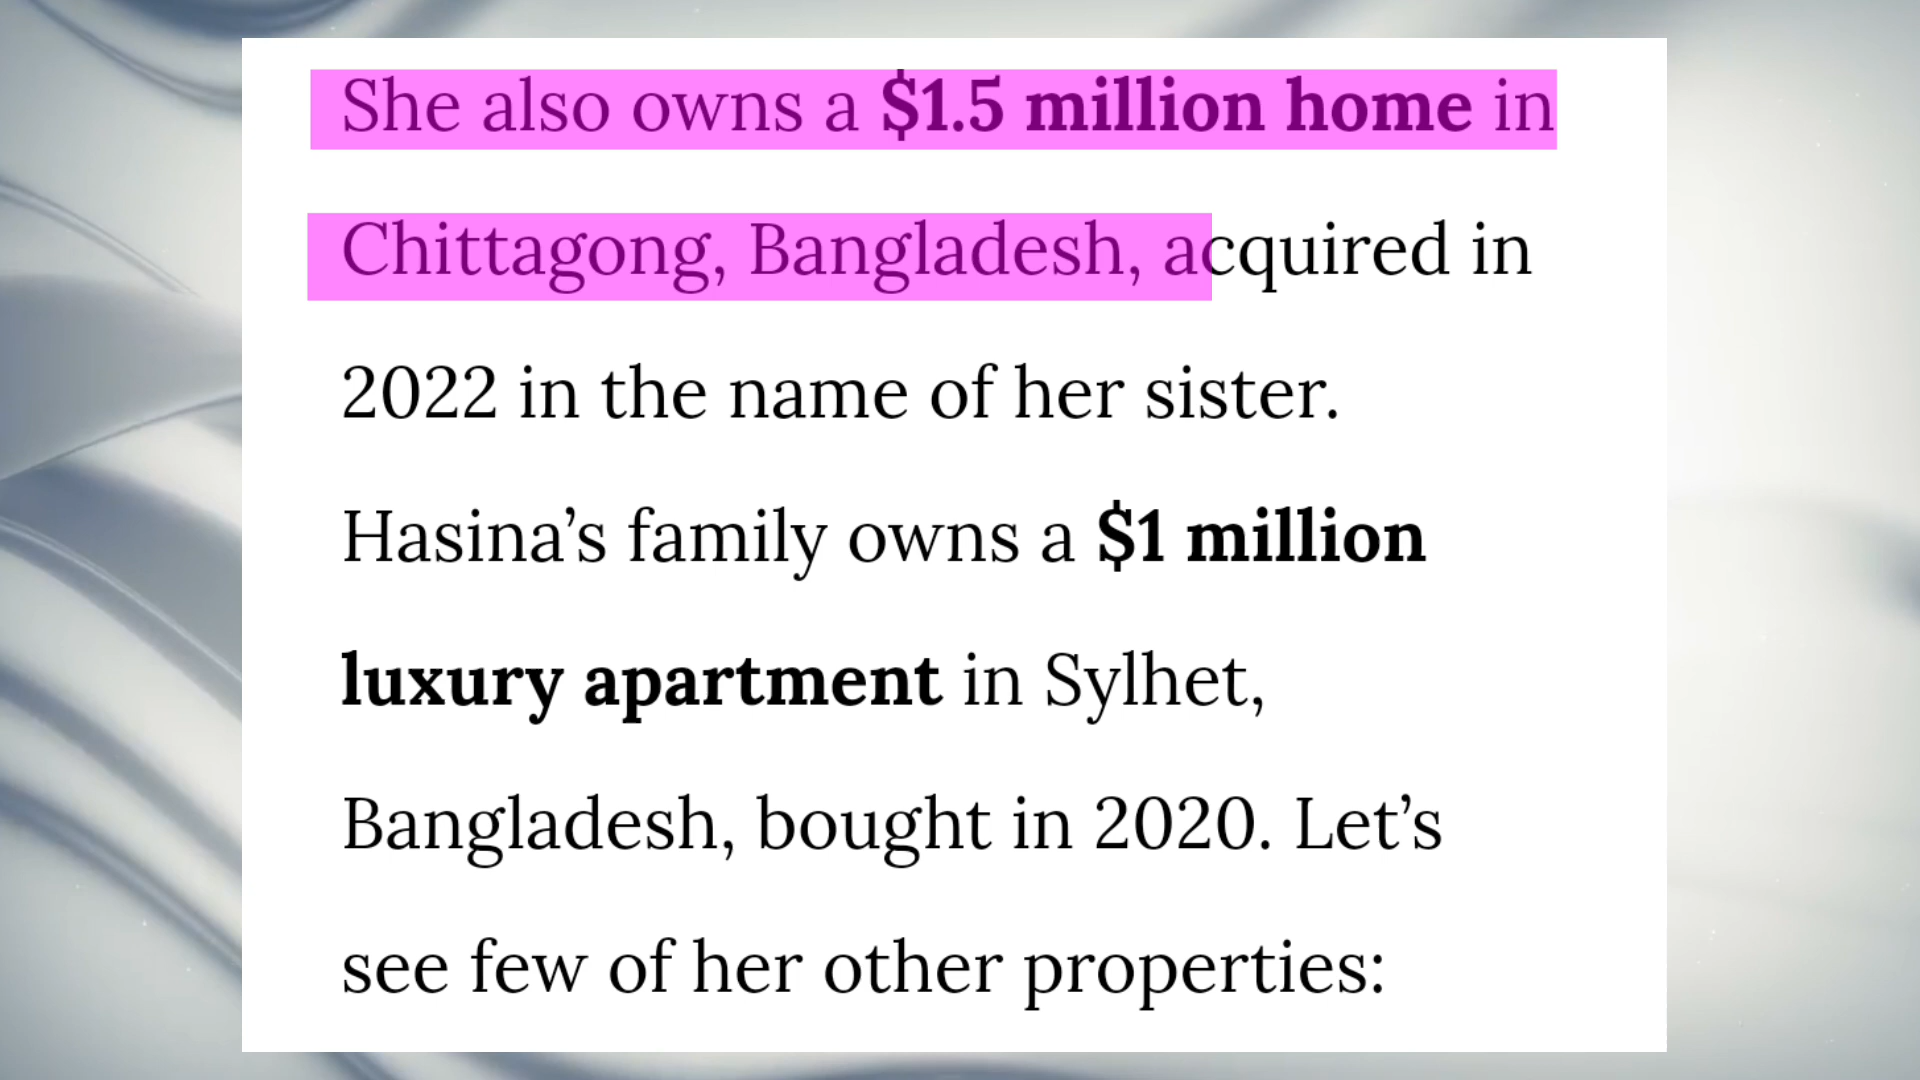 She also owns a $1.5 million home in
Chittagong, Bangladesh, acquired in
2022 in the name of her sister.
Hasina’s family owns a $1 million
luxury apartment in Sylhet,
Bangladesh, bought in 2020. Let’s
see few of her other properties: